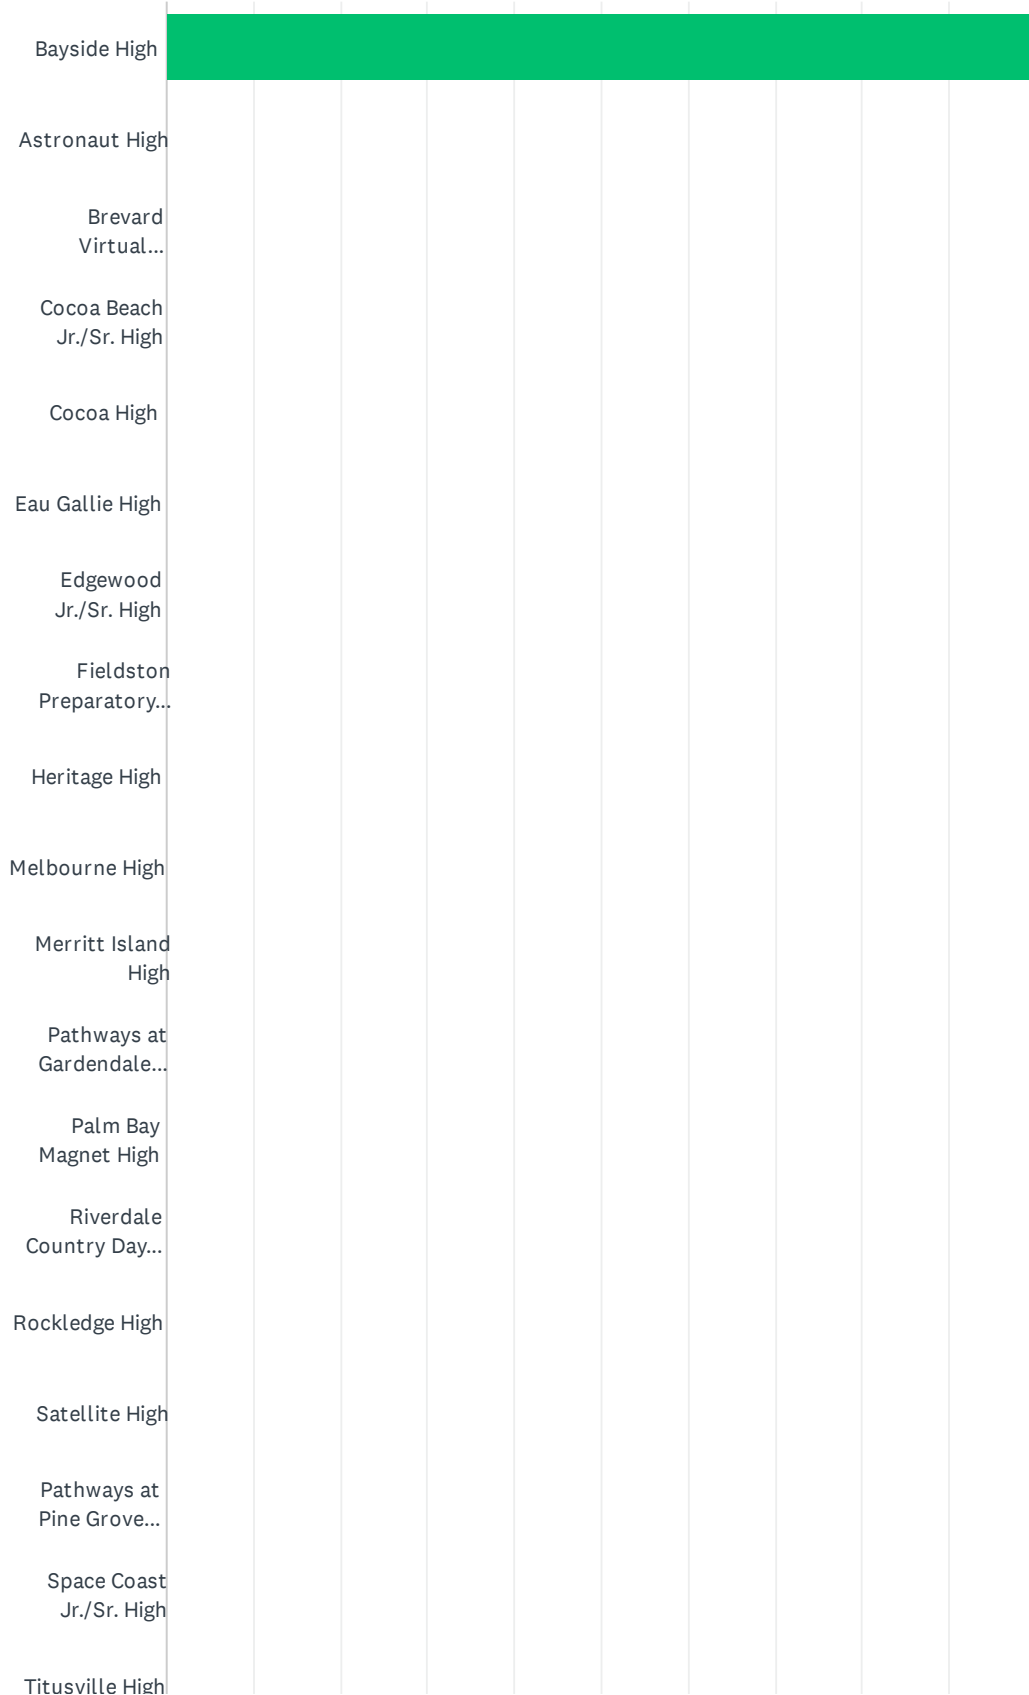 Bayside High
Astronaut High
Brevard
Virtual...
Cocoa Beach
Jr./Sr. High
Cocoa High
Eau Gallie High
Edgewood
Jr./Sr. High
Fieldston
Preparatory...
Heritage High
Melbourne High
Merritt Island
High
Pathways at
Gardendale...
Palm Bay
Magnet High
Riverdale
Country Day...
Rockledge High
Satellite High
Pathways at
Pine Grove...
Space Coast
Jr./Sr. High
Titusville High